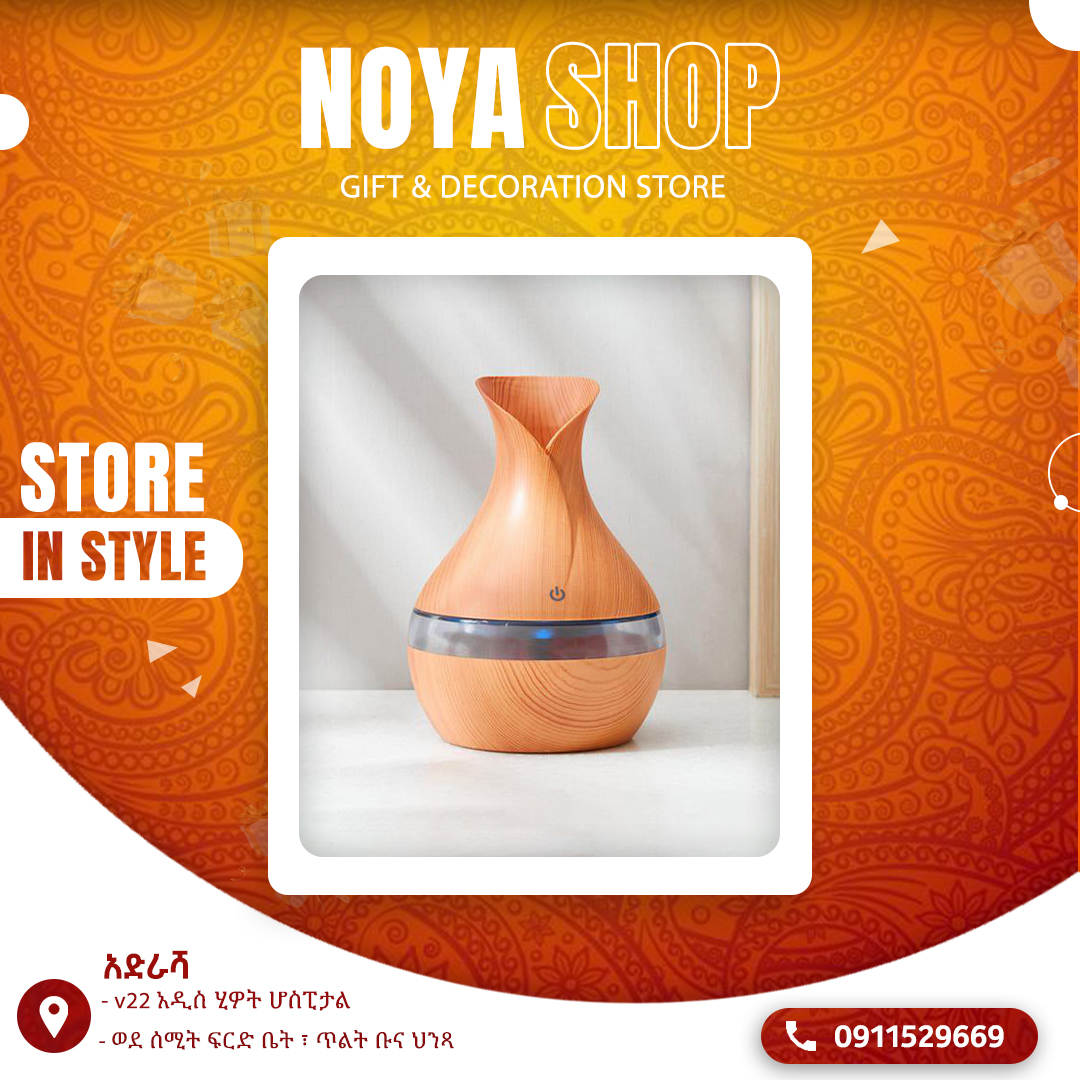 NOYA SHOP
GIFT & DECORATION STORE
STORE
IN STYLE
አድራሻ
- v22 አዲስ ሂዎት ሆስፒታል
- ወደ ሰሚት ፍርድ ቤት ፣ ጥልት ቡና ህንጻ
0911529669